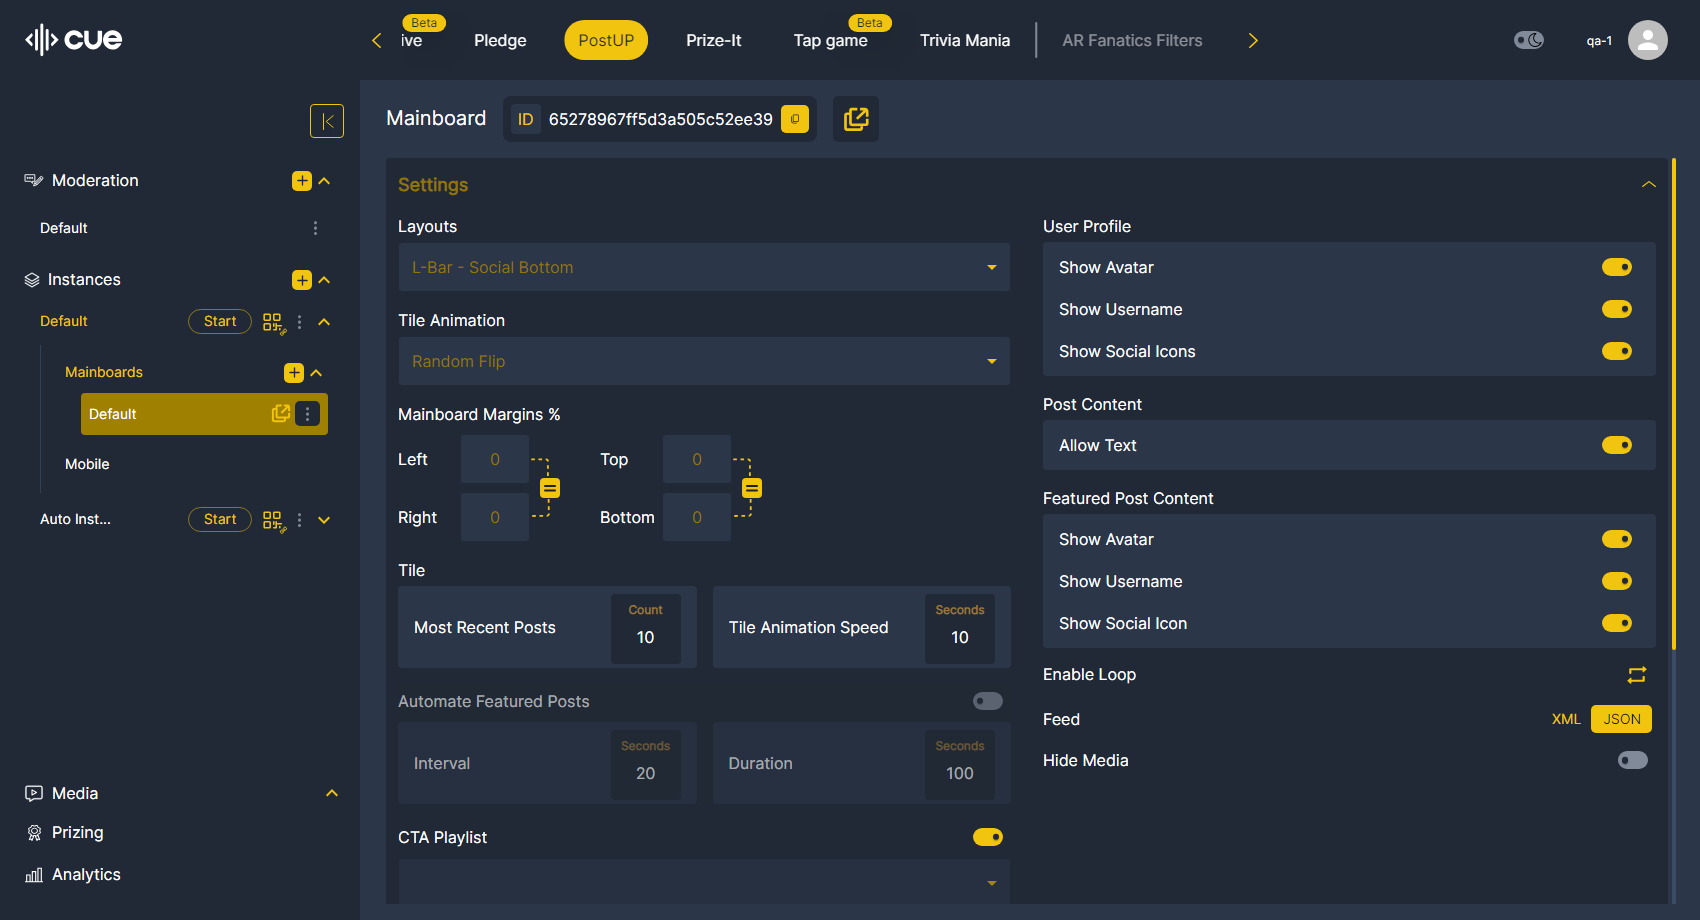 cue
Beta
ive
Pledge
PostUP
Prize-It
Beta
Tap game
Trivia Mania
AR Fanatics Filters
qa-1
Moderation
Default
Instances
Default
Start
Mainboards
Default
Mobile
Auto Inst...
Start
Media
Prizing
Analytics
Mainboard
ID
65278967ff5d3a505c52ee39
Settings
Layouts
L-Bar - Social Bottom
Tile Animation
Random Flip
Mainboard Margins %
Left
0
Top
0
Right
0
Bottom
0
Tile
Most Recent Posts
Count
10
Tile Animation Speed
Seconds
10
Automate Featured Posts
Interval
Seconds
20
Duration
Seconds
100
CTA Playlist
User Profile
Show Avatar
Show Username
Show Social Icons
Post Content
Allow Text
Featured Post Content
Show Avatar
Show Username
Show Social Icon
Enable Loop
Feed
XML
JSON
Hide Media